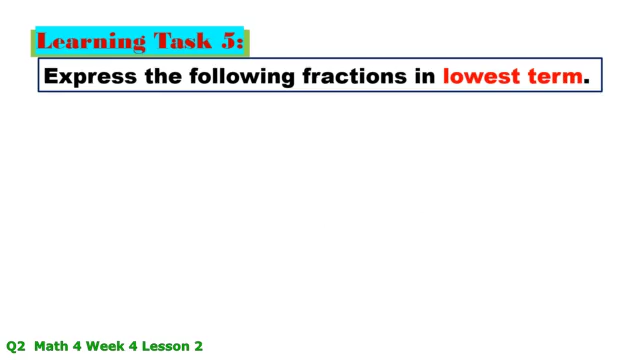 Learning Task 5:
Express the following fractions in lowest term.
Q2 Math 4 Week 4 Lesson 2